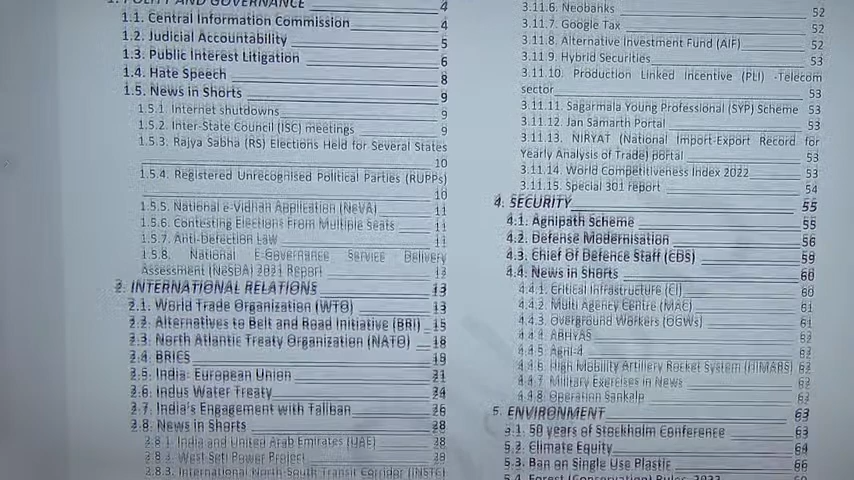 1. POLITY AND GOVERNANCE 4
1.1. Central Information Commission 4
1.2. Judicial Accountability 5
1.3. Public Interest Litigation 6
1.4. Hate Speech 8
1.5. News in Shorts 9
1.5.1. Internet shutdowns 9
1.5.2. Inter-State Council (ISC) meetings 9
1.5.3. Rajya Sabha (RS) Elections Held for Several States
10
1.5.4. Registered Unrecognised Political Parties (RUPPs)
10
1.5.5. National e-Vidhan Application (NeVA) 11
1.5.6. Contesting Elections From Multiple Seats 11
1.5.7. Anti-Defection Law 11
1.5.8. National E-Governance Service Delivery
Assessment (NeSDA) 2021 Report 12
2. INTERNATIONAL RELATIONS 13
2.1. World Trade Organization (WTO) 13
2.2. Alternatives to Belt and Road Initiative (BRI) 15
2.3. North Atlantic Treaty Organization (NATO) 18
2.4. BRICS 19
2.5. India: European Union 21
2.6. Indus Water Treaty 24
2.7. India's Engagement with Taliban 26
2.8. News in Shorts 28
2.8.1. India and United Arab Emirates (UAE) 28
2.8.2. West Seti Power Project 28
2.8.3. International North South Transit Corridor (INSTC)
3.11.6. Neobanks 52
3.11.7. Google Tax 52
3.11.8. Alternative Investment Fund (AIF) 52
3.11.9. Hybrid Securities 53
3.11.10. Production Linked Incentive (PLI) -Telecom
sector 53
3.11.11. Sagarmala Young Professional (SYP) Scheme 53
3.11.12. Jan Samarth Portal 53
3.11.13. NIRYAT (National Import-Export Record for
Yearly Analysis of Trade) portal 53
3.11.14. World Competitiveness Index 2022 53
3.11.15. Special 301 report 54
4. SECURITY 55
4.1. Agnipath Scheme 55
4.2. Defense Modernisation 56
4.3. Chief Of Defence Staff (CDS) 59
4.4. News in Shorts 60
4.4.1. Critical Infrastructure (CI) 60
4.4.2. Multi Agency Centre (MAC) 61
4.4.3. Overground Workers (OGWs) 61
4.4.4. ABHYAS 62
4.4.5. Agni-4 62
4.4.6. High Mobility Artillery Rocket System (HIMARS) 62
4.4.7. Military Exercises in News 62
4.4.8. Operation Sankalp 62
5. ENVIRONMENT 63
5.1. 50 years of Stockholm Conference 63
5.2. Climate Equity 64
5.3. Ban on Single Use Plastic 66
5.4. Forest (Conservation) Rules, 2022